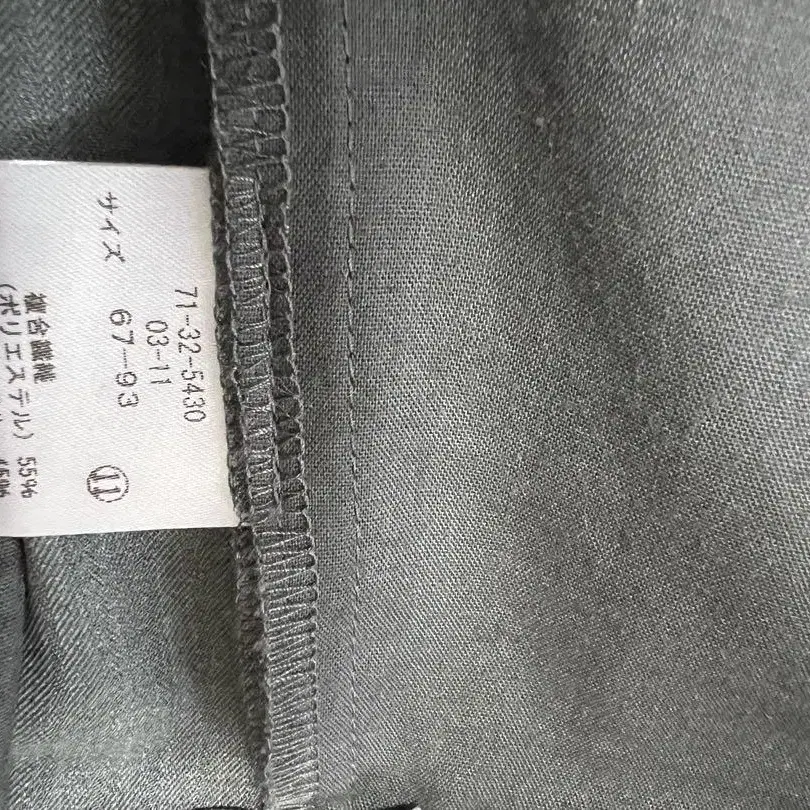 71-32-5430
03-11
サイズ 67-93 ⑪
複合繊維
(ポリエステル) 55%